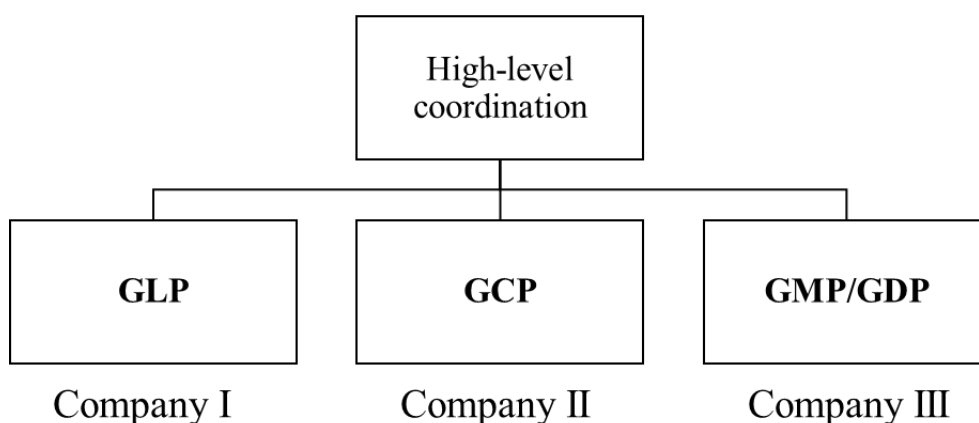 High-level
coordination
GLP
GCP
GMP/GDP
Company I
Company II
Company III